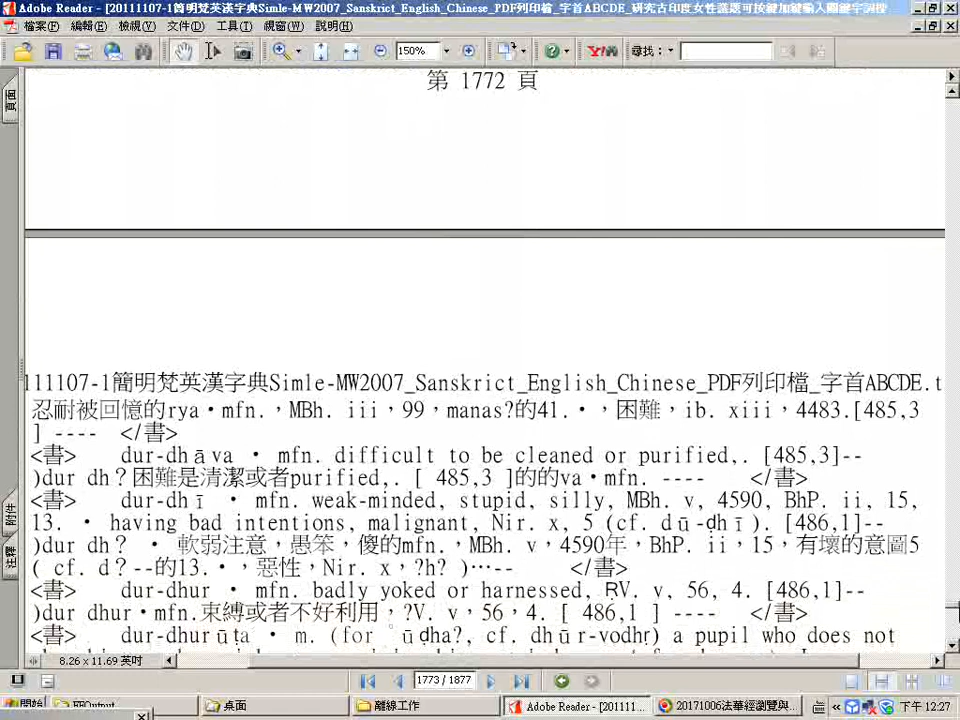 Adobe Reader - [20111107-1簡明梵英漢字典Simle-MW2007_Sanskrict_English_Chinese_PDF列印檔_字首ABCDE_研究古印度女性議題可按鍵加鍵輸入關鍵字詞搜
檔案(F) 編輯(E) 檢視(V) 文件(D) 工具(T) 視窗(W) 說明(H)
150% Y! 尋找:
頁面
第 1772 頁
附件
注釋
111107-1簡明梵英漢字典Simle-MW2007_Sanskrict_English_Chinese_PDF列印檔_字首ABCDE.t
忍耐被回憶的rya‧mfn.，MBh. iii，99，manas?的41.‧，困難，ib. xiii，4483.[485,3
] ---- </書>
<書> dur-dhāva ‧ mfn. difficult to be cleaned or purified,. [485,3]--
)dur dh？困難是清潔或者purified,. [ 485,3 ]的的va‧mfn. ---- </書>
<書> dur-dhī ‧ mfn. weak-minded, stupid, silly, MBh. v, 4590, BhP. ii, 15,
13. ‧ having bad intentions, malignant, Nir. x, 5 (cf. dū-ḍhī). [486,1]--
)dur dh？ ‧ 軟弱注意，愚笨，傻的mfn.，MBh. v，4590年，BhP. ii，15，有壞的意圖5
( cf. d？--的13.‧，惡性，Nir. x，?h? )…-- </書>
<書> dur-dhur ‧ mfn. badly yoked or harnessed, RV. v, 56, 4. [486,1]--
)dur dhur‧mfn.束縛或者不好利用，?V. v，56，4. [ 486,1 ] ---- </書>
<書> dur-dhurūṭa ‧ m. (for °ūḍha?, cf. dhūr-vodhṛ) a pupil who does not
8.26 x 11.69 英吋
1773 / 1877
開始 FEOutput 桌面 離線工作 Adobe Reader - [2011... 20171006法華經瀏覽與... 下午 12:27